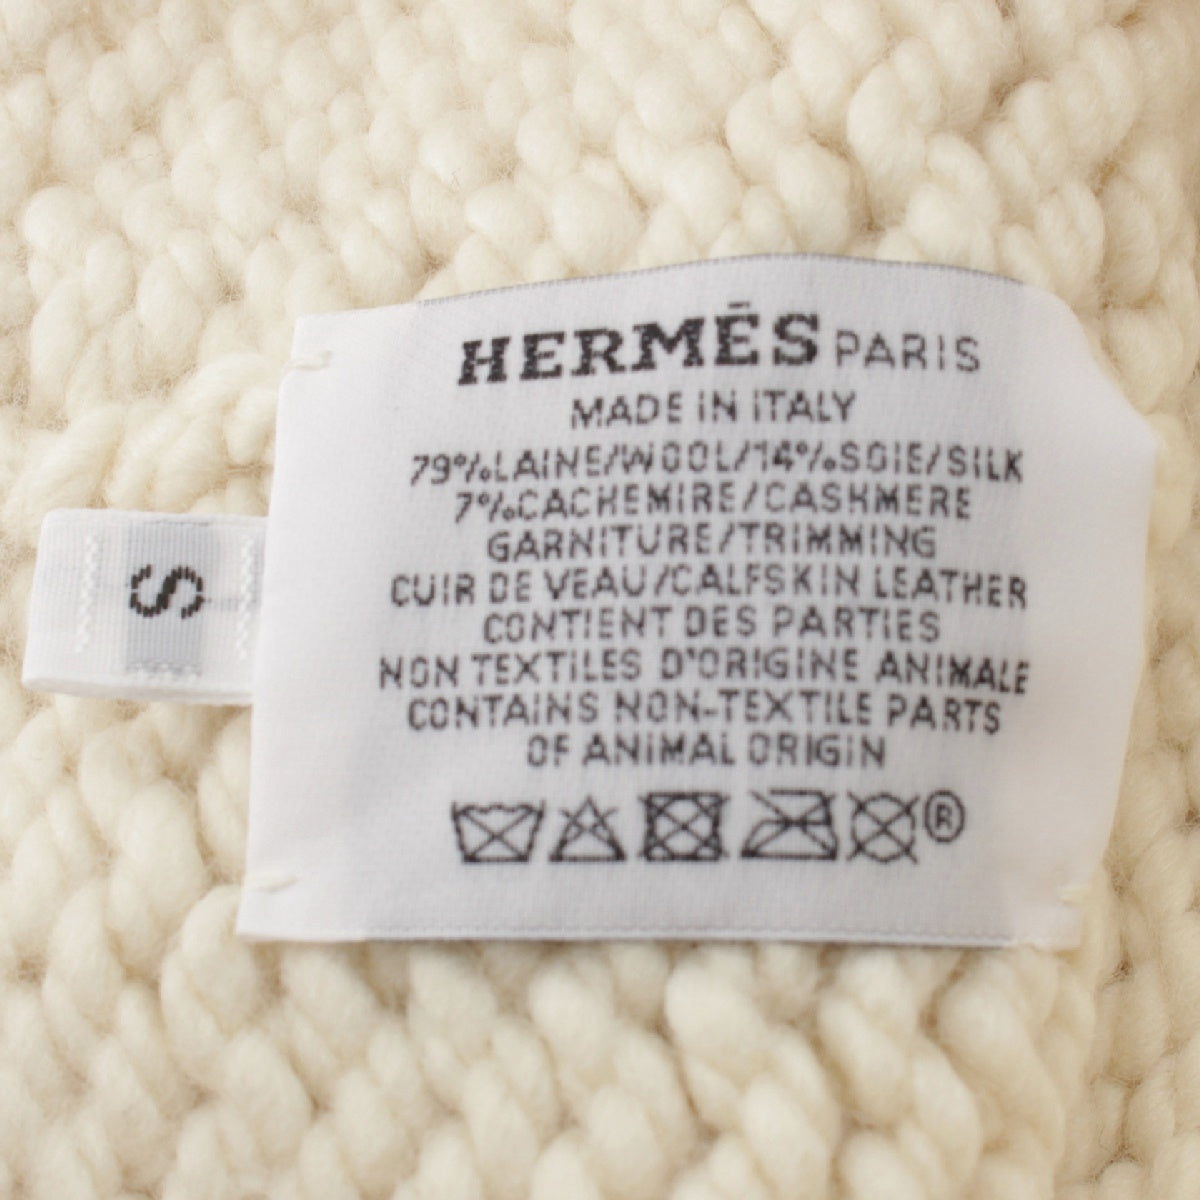 HERMĒS PARIS
MADE IN ITALY
79%LAINE/WOOL/14%SOIE/SILK
7%CACHEMIRE/CASHMERE
GARNITURE/TRIMMING
CUIR DE VEAU/CALFSKIN LEATHER
CONTIENT DES PARTIES
NON TEXTILES D'ORIGINE ANIMALE
CONTAINS NON-TEXTILE PARTS
OF ANIMAL ORIGIN
®
S